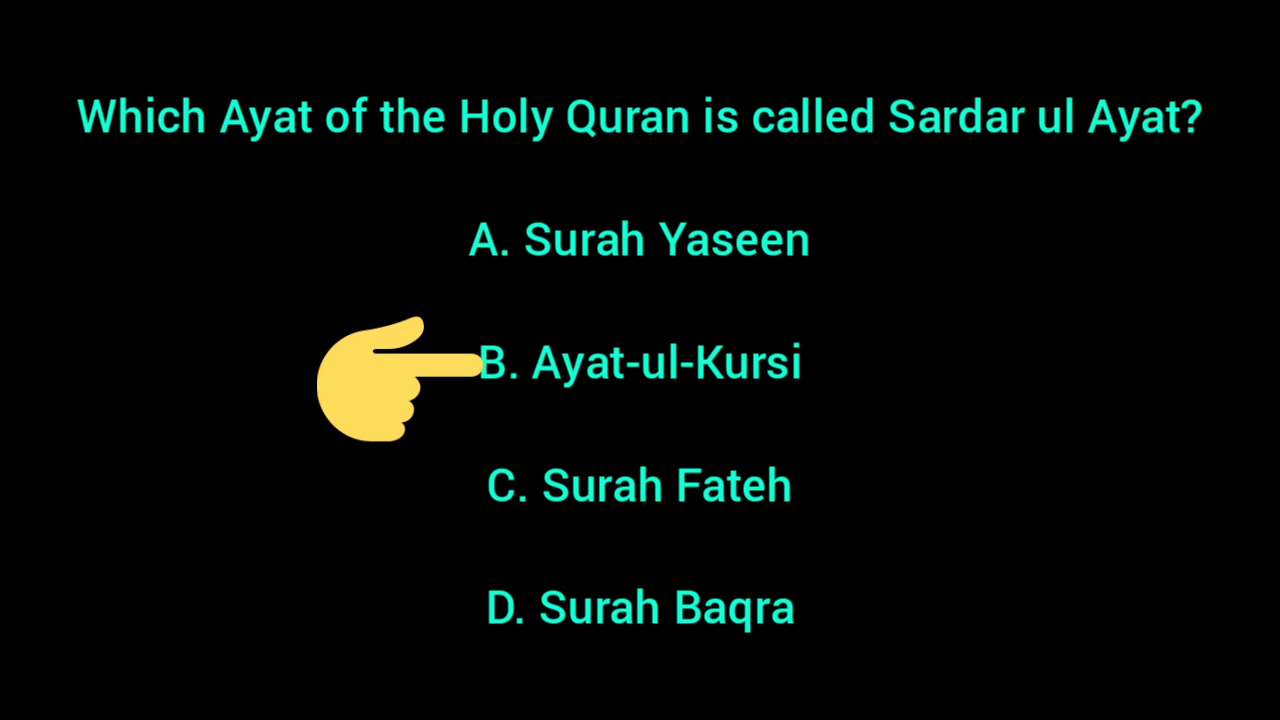 Which Ayat of the Holy Quran is called Sardar ul Ayat?
A. Surah Yaseen
B. Ayat-ul-Kursi
C. Surah Fateh
D. Surah Baqra